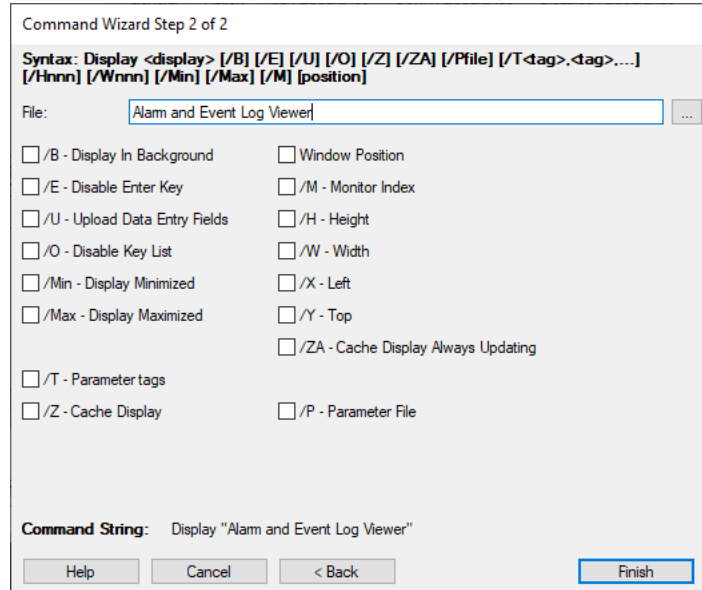 Command Wizard Step 2 of 2
Syntax: Display <display> [/B] [/E] [/U] [/O] [/Z] [/ZA] [/Pfile] [/T<tag>,<tag>,...]
[/Hnnn] [/Wnnn] [/Min] [/Max] [/M] [position]
File: Alarm and Event Log Viewer ...
/B - Display In Background Window Position
/E - Disable Enter Key /M - Monitor Index
/U - Upload Data Entry Fields /H - Height
/O - Disable Key List /W - Width
/Min - Display Minimized /X - Left
/Max - Display Maximized /Y - Top
/ZA - Cache Display Always Updating
/T - Parameter tags
/Z - Cache Display /P - Parameter File
Command String: Display "Alarm and Event Log Viewer"
Help Cancel < Back Finish